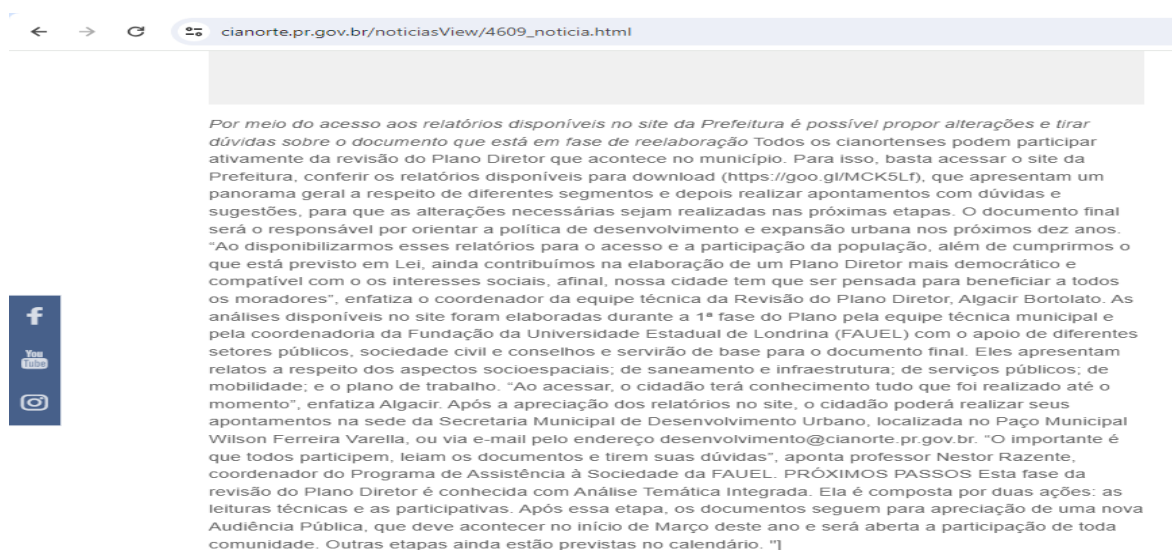 cianorte.pr.gov.br/noticiasView/4609_noticia.html
Por meio do acesso aos relatórios disponíveis no site da Prefeitura é possível propor alterações e tirar
dúvidas sobre o documento que está em fase de reelaboração Todos os cianortenses podem participar
ativamente da revisão do Plano Diretor que acontece no município. Para isso, basta acessar o site da
Prefeitura, conferir os relatórios disponíveis para download (https://goo.gl/MCK5Lf), que apresentam um
panorama geral a respeito de diferentes segmentos e depois realizar apontamentos com dúvidas e
sugestões, para que as alterações necessárias sejam realizadas nas próximas etapas. O documento final
será o responsável por orientar a política de desenvolvimento e expansão urbana nos próximos dez anos.
“Ao disponibilizarmos esses relatórios para o acesso e a participação da população, além de cumprirmos o
que está previsto em Lei, ainda contribuímos na elaboração de um Plano Diretor mais democrático e
compatível com o os interesses sociais, afinal, nossa cidade tem que ser pensada para beneficiar a todos
os moradores”, enfatiza o coordenador da equipe técnica da Revisão do Plano Diretor, Algacir Bortolato. As
análises disponíveis no site foram elaboradas durante a 1ª fase do Plano pela equipe técnica municipal e
pela coordenadoria da Fundação da Universidade Estadual de Londrina (FAUEL) com o apoio de diferentes
setores públicos, sociedade civil e conselhos e servirão de base para o documento final. Eles apresentam
relatos a respeito dos aspectos socioespaciais; de saneamento e infraestrutura; de serviços públicos; de
mobilidade; e o plano de trabalho. “Ao acessar, o cidadão terá conhecimento tudo que foi realizado até o
momento”, enfatiza Algacir. Após a apreciação dos relatórios no site, o cidadão poderá realizar seus
apontamentos na sede da Secretaria Municipal de Desenvolvimento Urbano, localizada no Paço Municipal
Wilson Ferreira Varella, ou via e-mail pelo endereço desenvolvimento@cianorte.pr.gov.br. “O importante é
que todos participem, leiam os documentos e tirem suas dúvidas”, aponta professor Nestor Razente,
coordenador do Programa de Assistência à Sociedade da FAUEL. PRÓXIMOS PASSOS Esta fase da
revisão do Plano Diretor é conhecida com Análise Temática Integrada. Ela é composta por duas ações: as
leituras técnicas e as participativas. Após essa etapa, os documentos seguem para apreciação de uma nova
Audiência Pública, que deve acontecer no início de Março deste ano e será aberta a participação de toda
comunidade. Outras etapas ainda estão previstas no calendário. "]
f
You
Tube